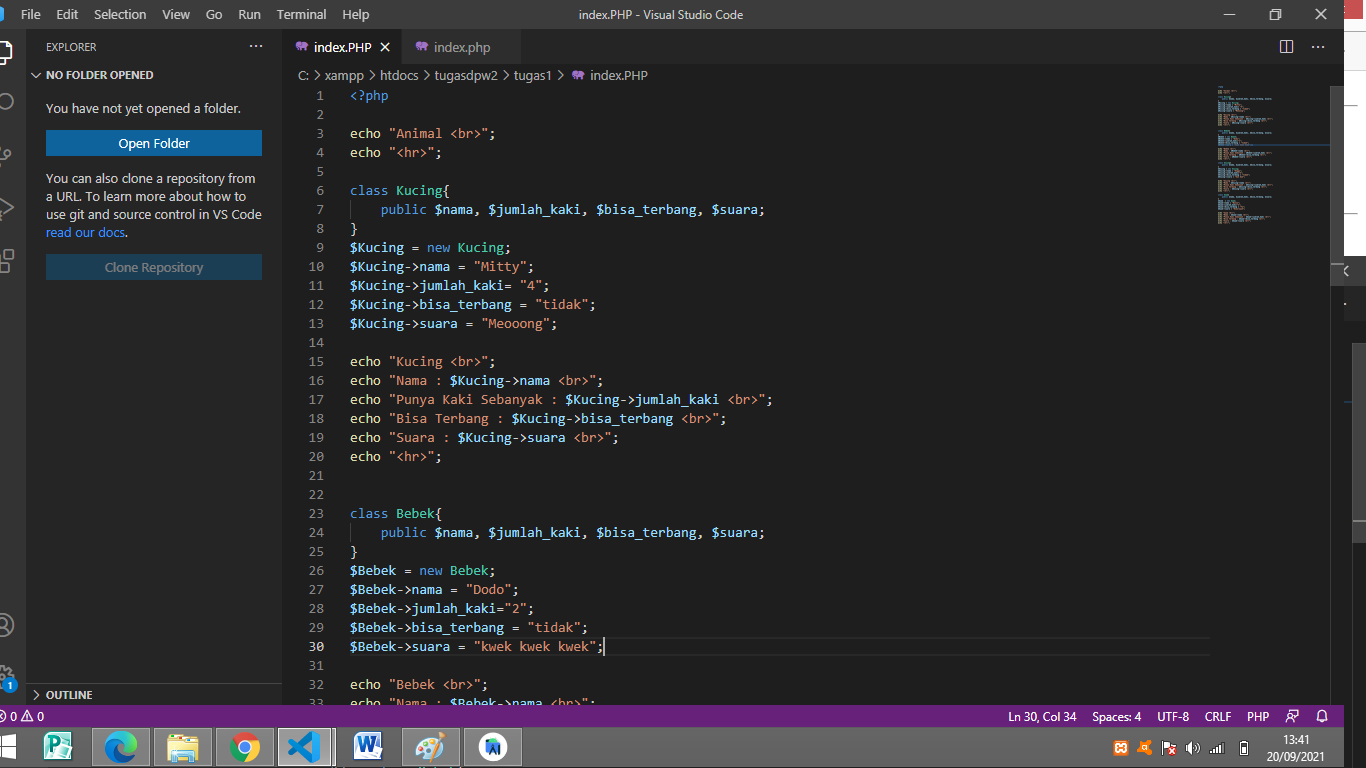 File Edit Selection View Go Run Terminal Help
index.PHP - Visual Studio Code
EXPLORER
NO FOLDER OPENED
You have not yet opened a folder.
Open Folder
You can also clone a repository from
a URL. To learn more about how to
use git and source control in VS Code
read our docs.
Clone Repository
OUTLINE
index.PHP
index.php
C: > xampp > htdocs > tugasdpw2 > tugas1 > index.PHP
1 <?php
2
3 echo "Animal <br>";
4 echo "<hr>";
5
6 class Kucing{
7 public $nama, $jumlah_kaki, $bisa_terbang, $suara;
8 }
9 $Kucing = new Kucing;
10 $Kucing->nama = "Mitty";
11 $Kucing->jumlah_kaki= "4";
12 $Kucing->bisa_terbang = "tidak";
13 $Kucing->suara = "Meooong";
14
15 echo "Kucing <br>";
16 echo "Nama : $Kucing->nama <br>";
17 echo "Punya Kaki Sebanyak : $Kucing->jumlah_kaki <br>";
18 echo "Bisa Terbang : $Kucing->bisa_terbang <br>";
19 echo "Suara : $Kucing->suara <br>";
20 echo "<hr>";
21
22
23 class Bebek{
24 public $nama, $jumlah_kaki, $bisa_terbang, $suara;
25 }
26 $Bebek = new Bebek;
27 $Bebek->nama = "Dodo";
28 $Bebek->jumlah_kaki="2";
29 $Bebek->bisa_terbang = "tidak";
30 $Bebek->suara = "kwek kwek kwek";
31
32 echo "Bebek <br>";
33 echo "Nama : $Bebek->nama <br>";
1
0 0
Ln 30, Col 34 Spaces: 4 UTF-8 CRLF PHP
13:41
20/09/2021